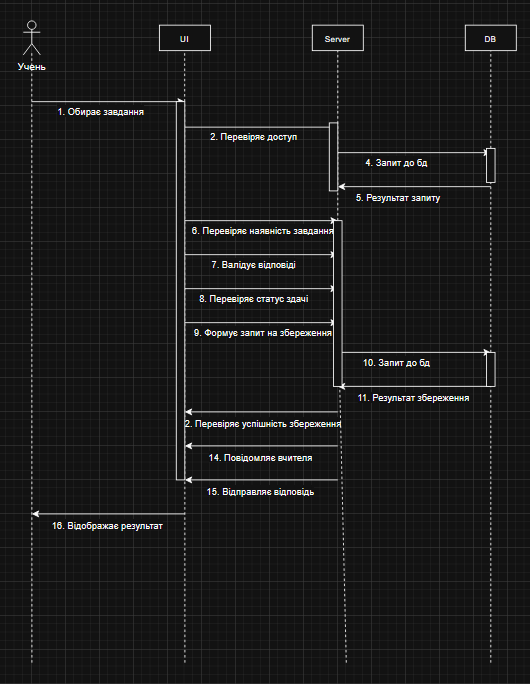 UI
Server
DB
Учень
1. Обирає завдання
2. Перевіряє доступ
4. Запит до бд
5. Результат запиту
6. Перевіряє наявність завдання
7. Валідує відповіді
8. Перевіряє статус здачі
9. Формує запит на збереження
10. Запит до бд
11. Результат збереження
2. Перевіряє успішність збереження
14. Повідомляє вчителя
15. Відправляє відповідь
16. Відображає результат